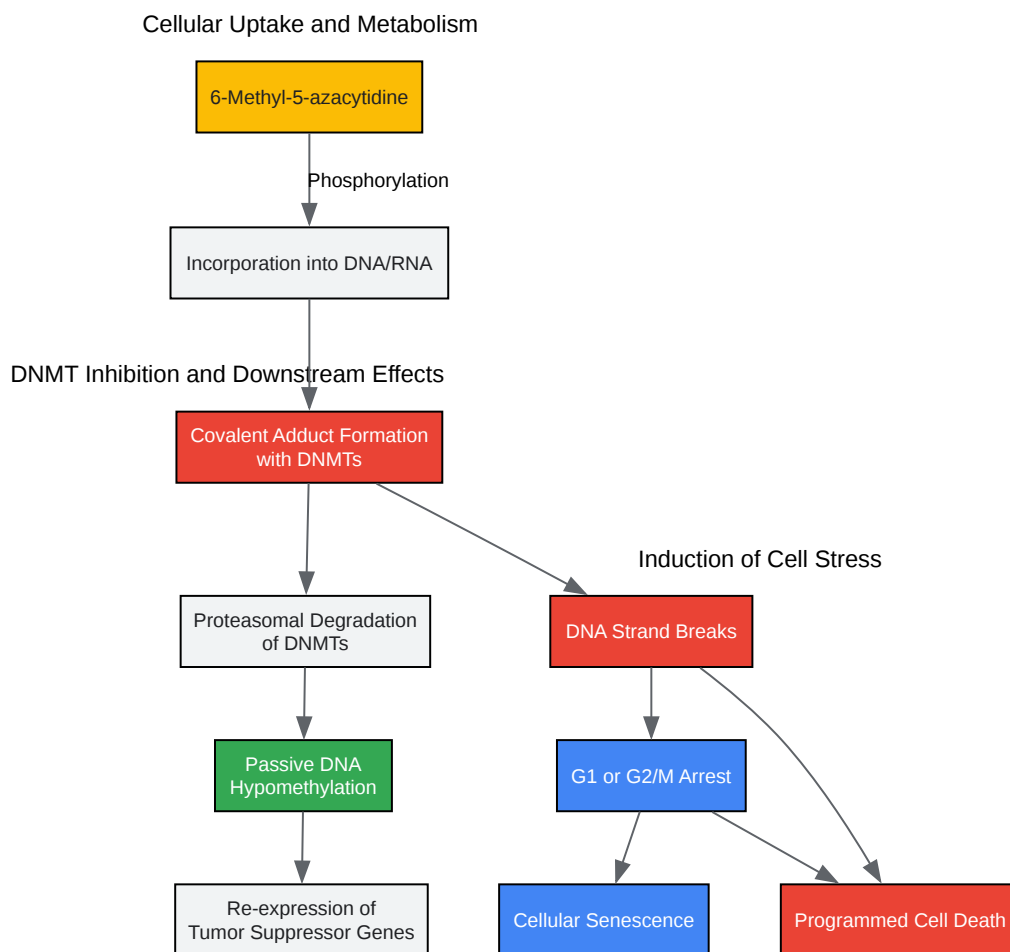 Cellular Uptake and Metabolism
6-Methyl-5-azacytidine
Phosphorylation
Incorporation into DNA/RNA
DNMT Inhibition and Downstream Effects
Covalent Adduct Formation
with DNMTs
Induction of Cell Stress
Proteasomal Degradation
of DNMTs
DNA Strand Breaks
Passive DNA
Hypomethylation
G1 or G2/M Arrest
Re-expression of
Tumor Suppressor Genes
Cellular Senescence
Programmed Cell Death